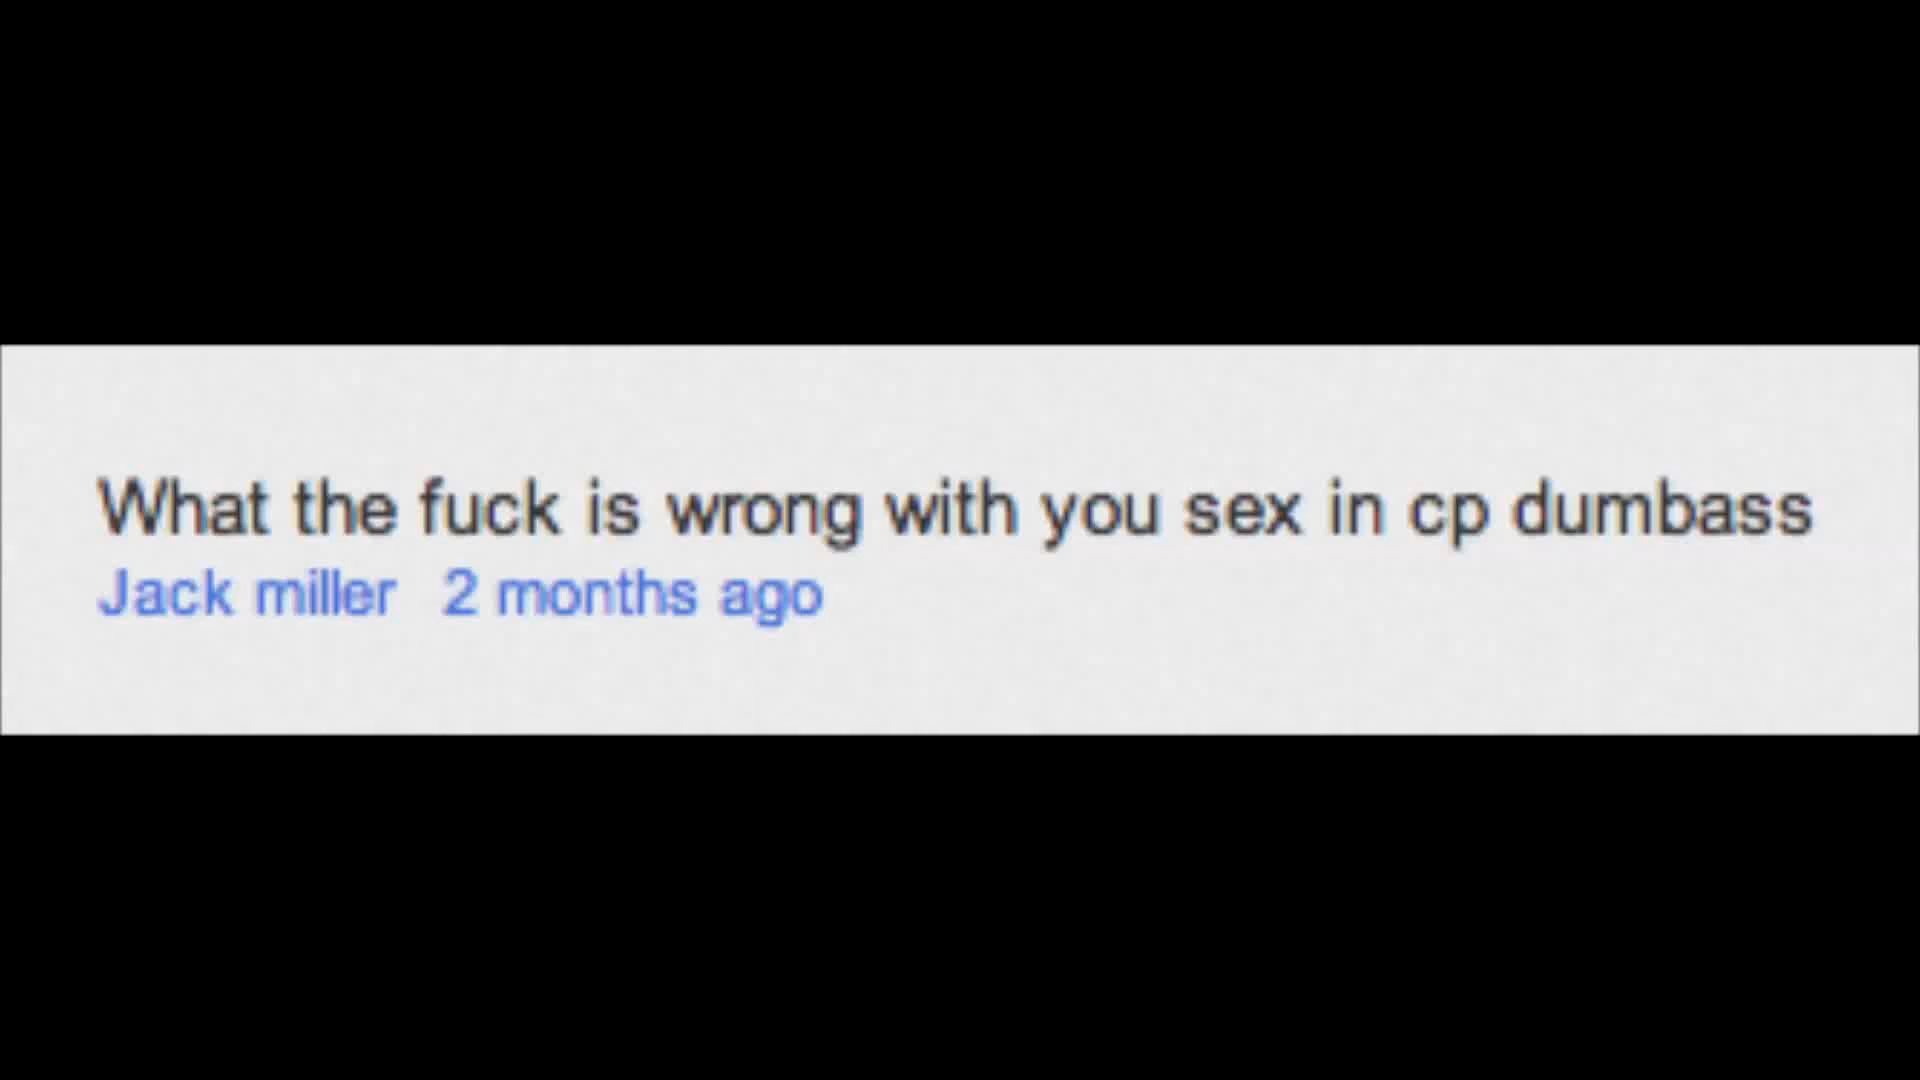 What the fuck is wrong with you sex in cp dumbass
Jack miller 2 months ago